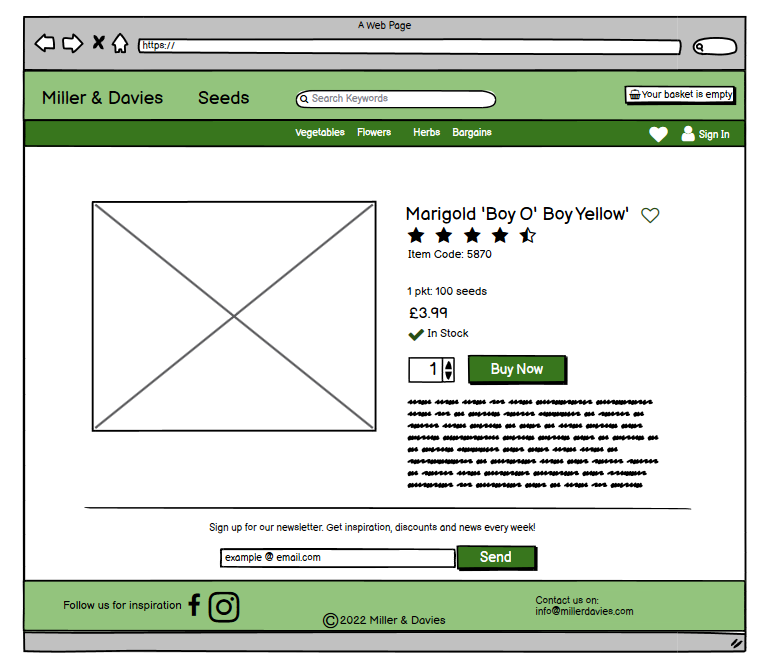 A Web Page
https://
Miller & Davies Seeds Search Keywords Your basket is empty
Vegetables Flowers Herbs Bargains Sign In
Marigold 'Boy O' Boy Yellow'
Item Code: 5870
1 pkt: 100 seeds
£3.99
In Stock
1 Buy Now
Sign up for our newsletter. Get inspiration, discounts and news every week!
example @ email.com Send
Follow us for inspiration
©2022 Miller & Davies
Contact us on:
info@millerdavies.com